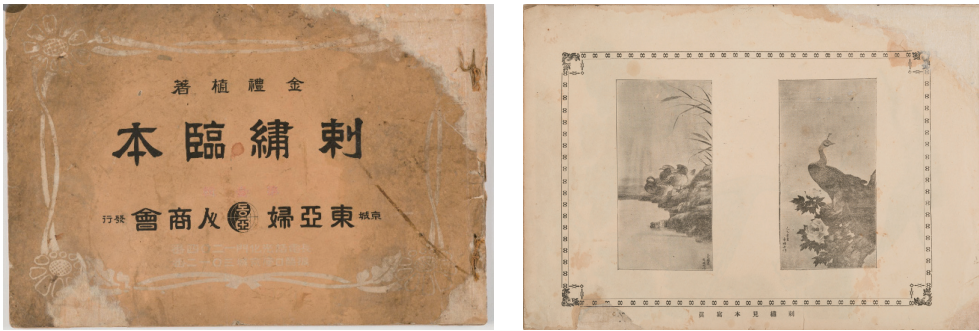 金禮植著
刺繡臨本
京城 東亞婦人商會 發行
刺繡見本寫眞